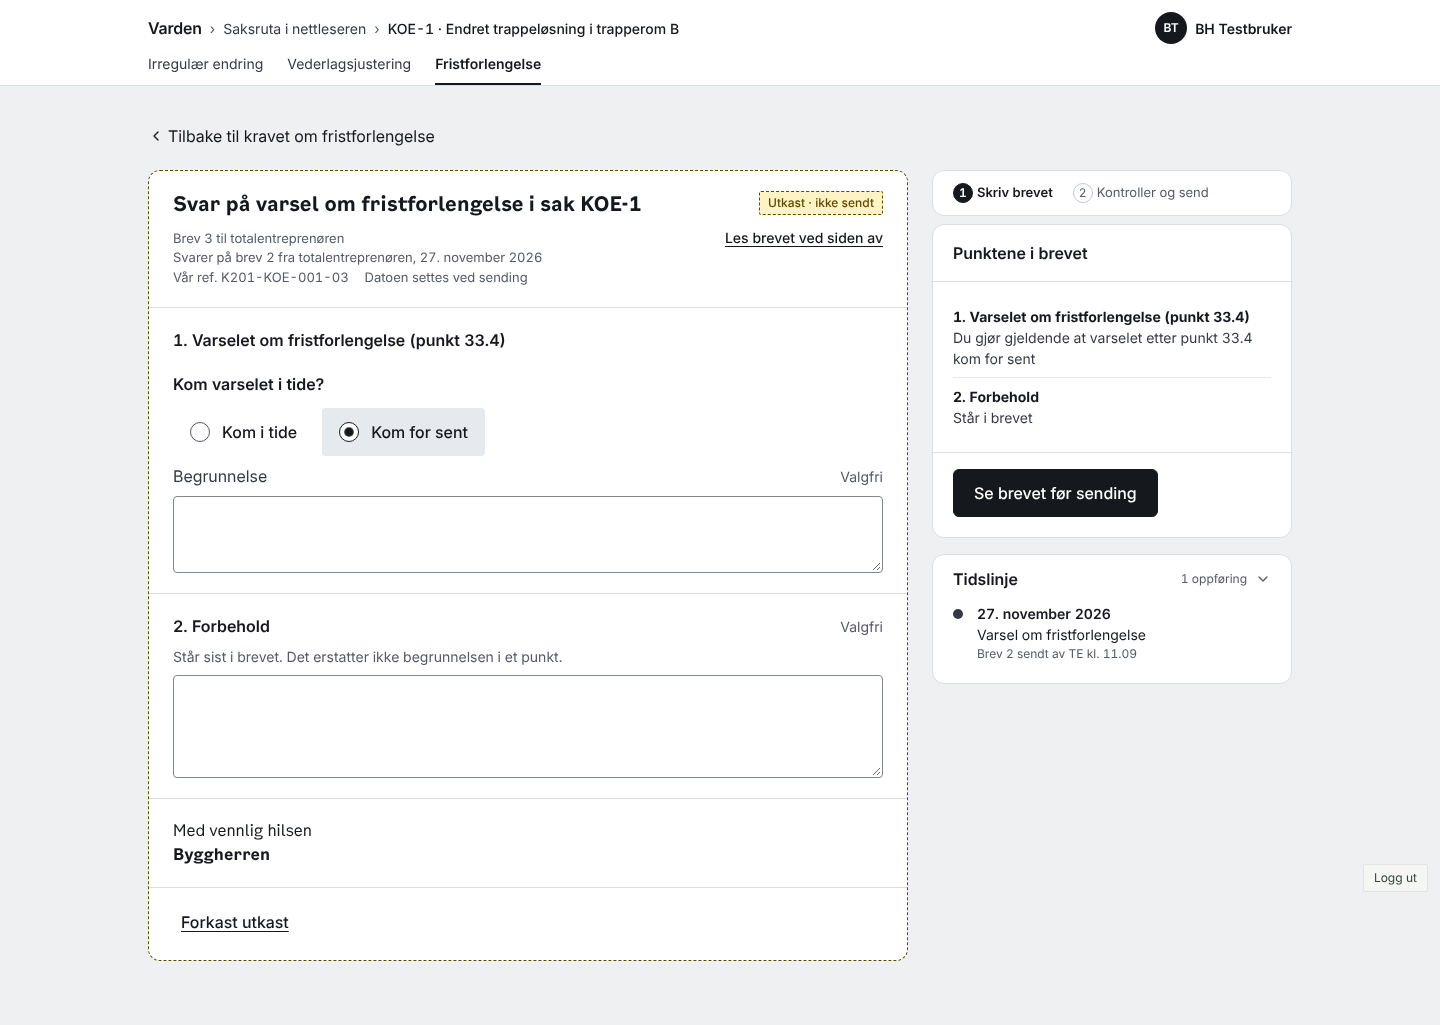 Varden › Saksruta i nettleseren › KOE-1 · Endret trappeløsning i trapperom B
BT BH Testbruker
Irregulær endring Vederlagsjustering Fristforlengelse
Tilbake til kravet om fristforlengelse
Svar på varsel om fristforlengelse i sak KOE-1
Utkast · ikke sendt
Brev 3 til totalentreprenøren
Les brevet ved siden av
Svarer på brev 2 fra totalentreprenøren, 27. november 2026
Vår ref. K201-KOE-001-03 Datoen settes ved sending
1. Varselet om fristforlengelse (punkt 33.4)
Kom varselet i tide?
Kom i tide Kom for sent
Begrunnelse Valgfri
2. Forbehold Valgfri
Står sist i brevet. Det erstatter ikke begrunnelsen i et punkt.
Med vennlig hilsen
Byggherren
Forkast utkast
1 Skriv brevet 2 Kontroller og send
Punktene i brevet
1. Varselet om fristforlengelse (punkt 33.4)
Du gjør gjeldende at varselet etter punkt 33.4
kom for sent
2. Forbehold
Står i brevet
Se brevet før sending
Tidslinje 1 oppføring
27. november 2026
Varsel om fristforlengelse
Brev 2 sendt av TE kl. 11.09
Logg ut